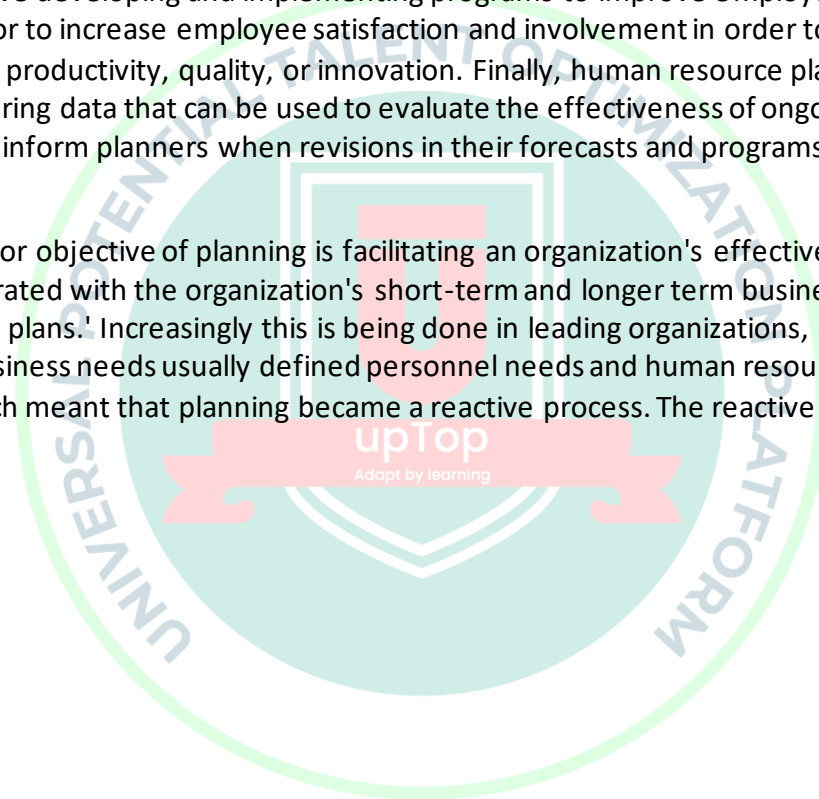 ve developing and implementing programs to improve employ
or to increase employee satisfaction and involvement in order to
productivity, quality, or innovation. Finally, human resource pla
ring data that can be used to evaluate the effectiveness of ongo
inform planners when revisions in their forecasts and programs
or objective of planning is facilitating an organization's effective
rated with the organization's short-term and longer term busine
plans.' Increasingly this is being done in leading organizations,
siness needs usually defined personnel needs and human resou
ch meant that planning became a reactive process. The reactive
UNIVERSAL POTENTIAL TALENT OPTIMIZATION PLATFORM
upTop
Adapt by learning